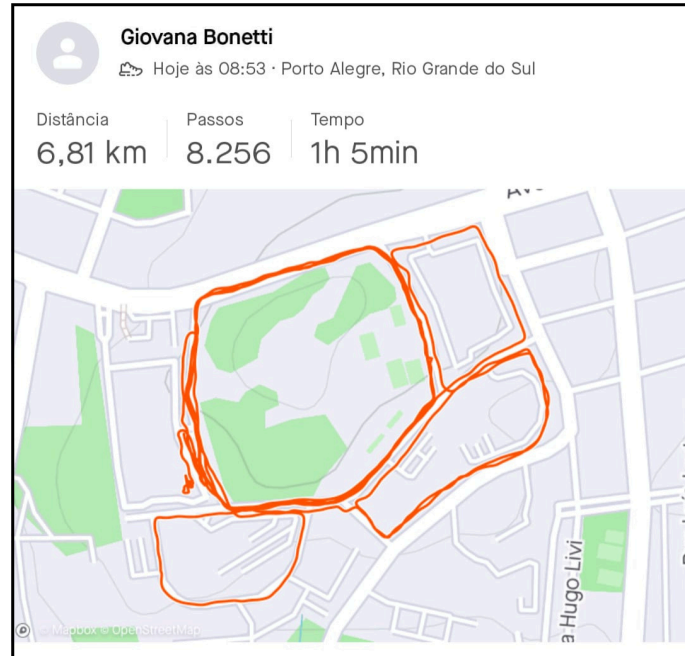 Giovana Bonetti
Hoje às 08:53 · Porto Alegre, Rio Grande do Sul
Distância Passos Tempo
6,81 km 8.256 1h 5min
a Hugo Livi
© Mapbox © OpenStreetMap